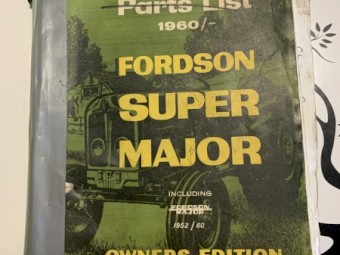 Parts List
1960/-
FORDSON
SUPER
MAJOR
INCLUDING
FORDSON
MAJOR
1952/60
OWNERS EDITION